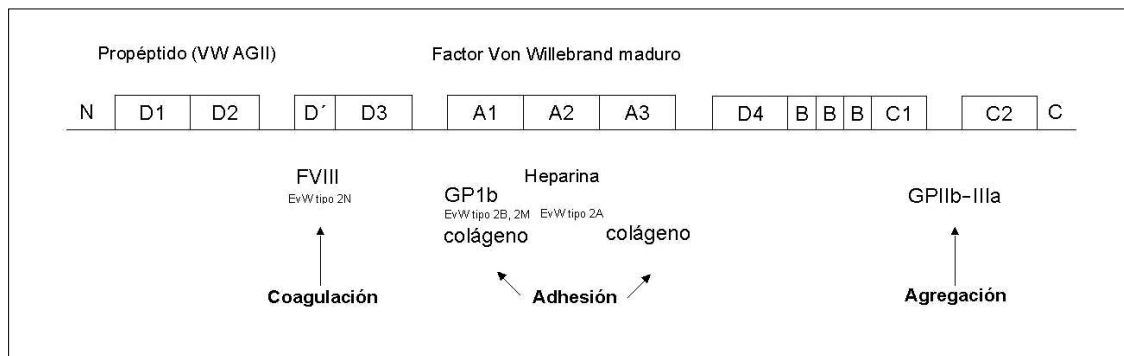 Propéptido (VW AGII) Factor Von Willebrand maduro
N D1 D2 D´ D3 A1 A2 A3 D4 B B B C1 C2 C
FVIII Heparina
EvW tipo 2N GP1b GPIIb-IIIa
EvW tipo 2B, 2M EvW tipo 2A
colágeno colágeno
Coagulación Adhesión Agregación